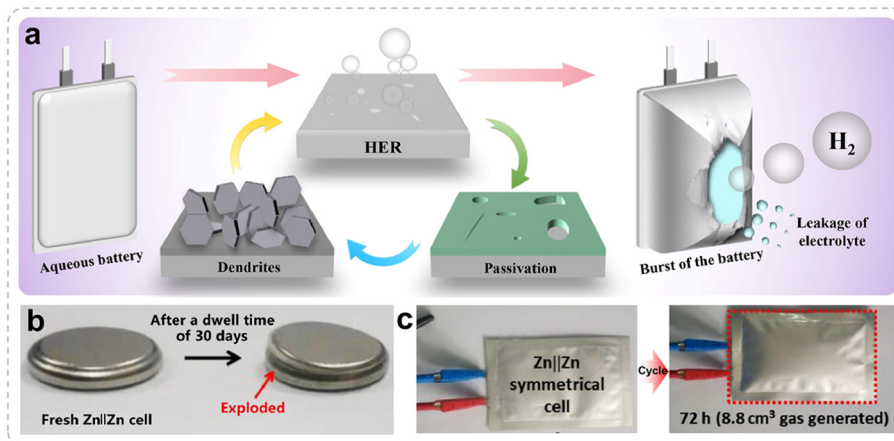 a
HER
H₂
Aqueous battery
Dendrites
Passivation
Burst of the battery
Leakage of
electrolyte
b
After a dwell time
of 30 days
Exploded
Fresh Zn||Zn cell
c
Zn||Zn
symmetrical
cell
Cycle
72 h (8.8 cm³ gas generated)